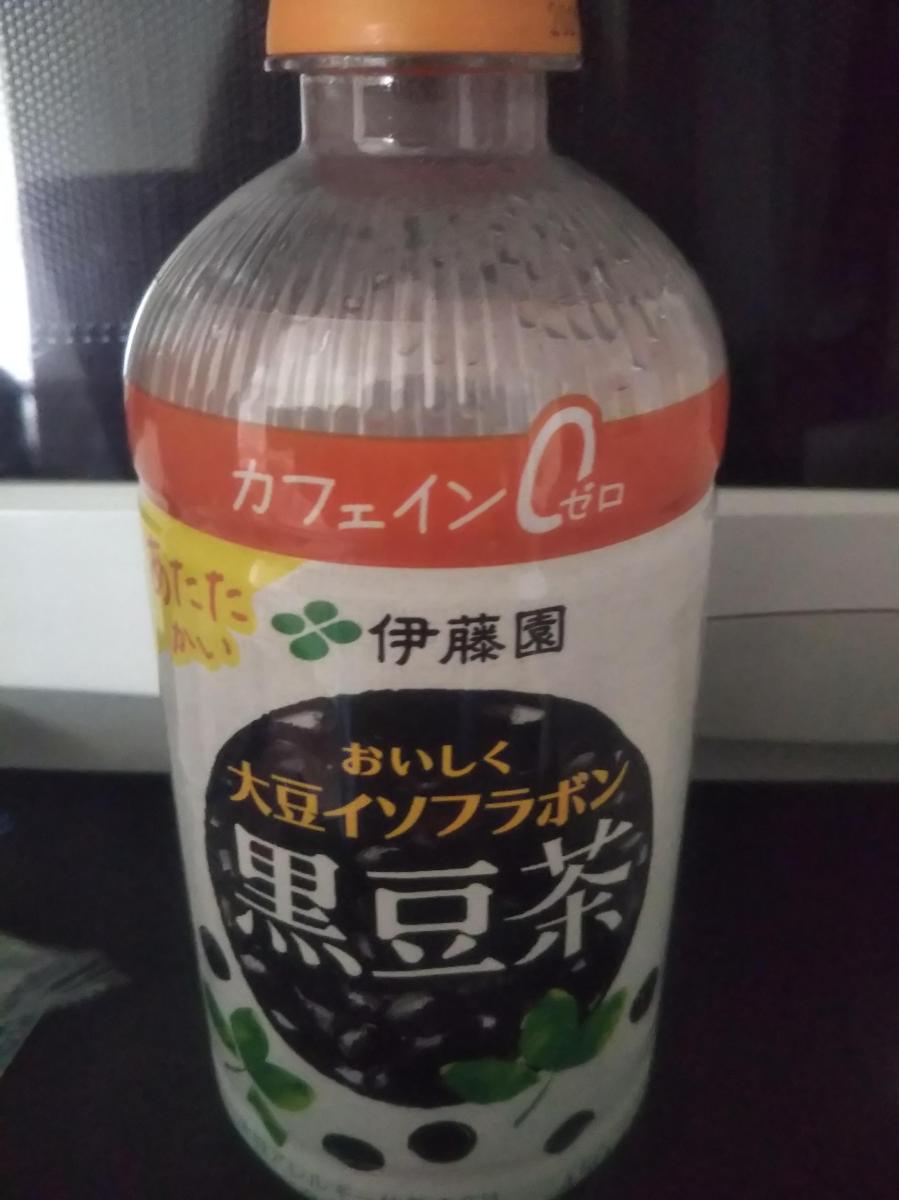 カフェイン0ゼロ
あたた
かい
伊藤園
おいしく
大豆イソフラボン
黒豆茶